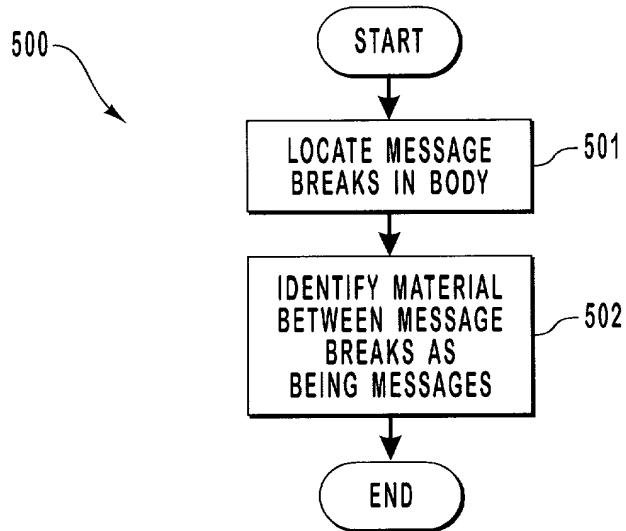 500
START
LOCATE MESSAGE
BREAKS IN BODY
501
IDENTIFY MATERIAL
BETWEEN MESSAGE
BREAKS AS
BEING MESSAGES
502
END